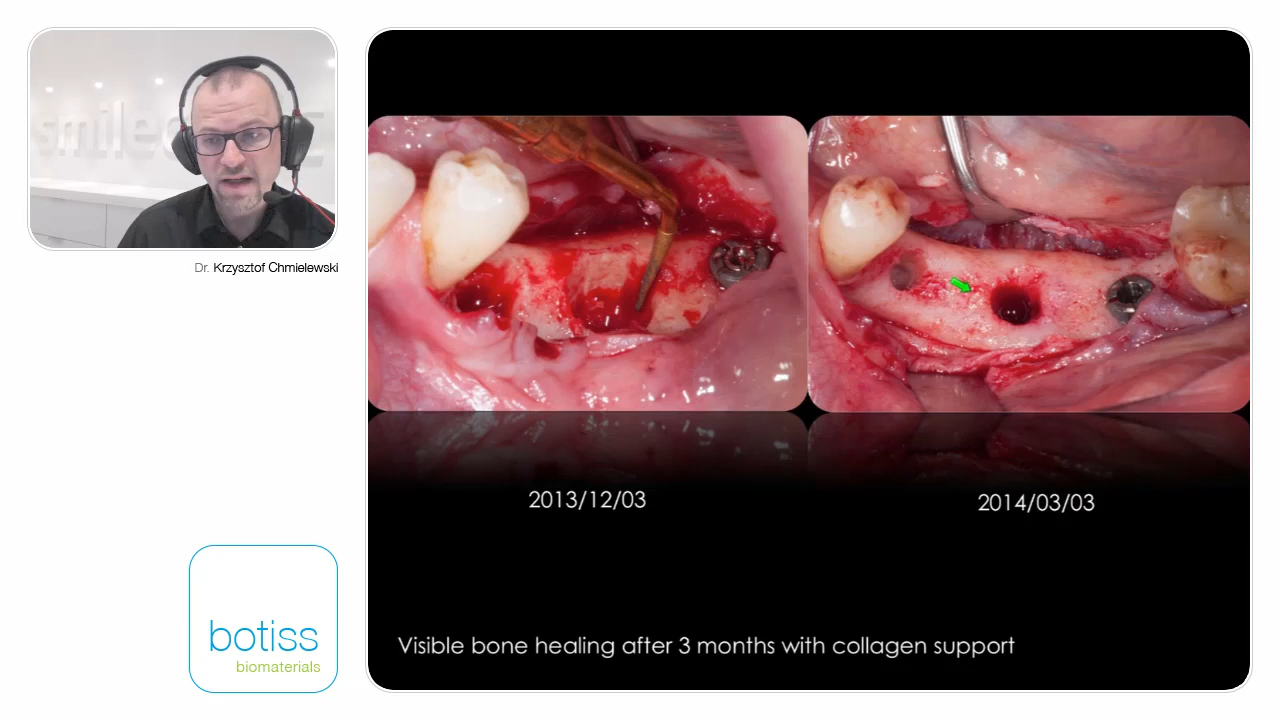 Dr. Krzysztof Chmielewski
botiss
biomaterials
2013/12/03
2014/03/03
Visible bone healing after 3 months with collagen support